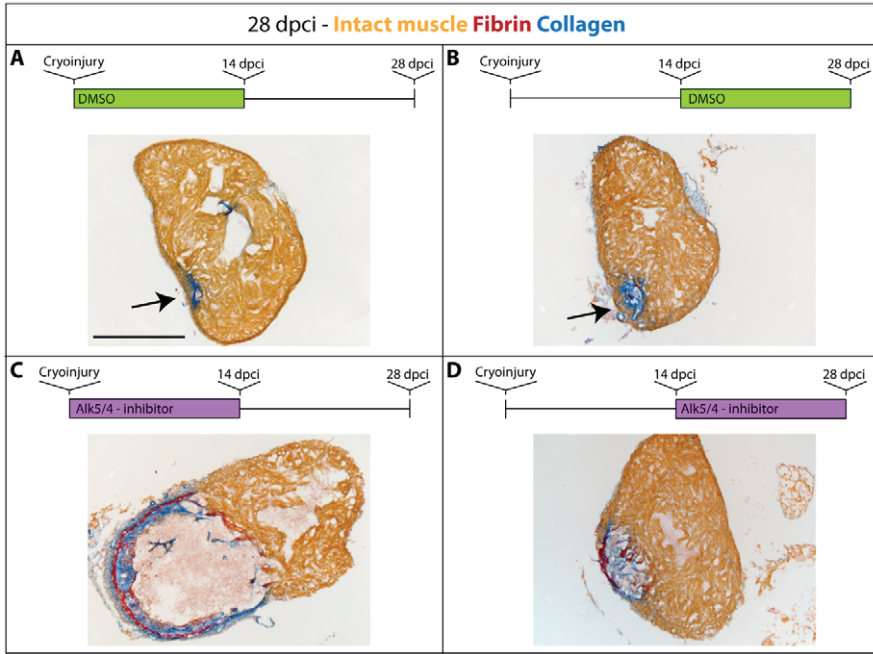 28 dpci - Intact muscle Fibrin Collagen
A
Cryoinjury 14 dpci 28 dpci
DMSO
B
Cryoinjury 14 dpci 28 dpci
DMSO
C
Cryoinjury 14 dpci 28 dpci
Alk5/4 - inhibitor
D
Cryoinjury 14 dpci 28 dpci
Alk5/4 - inhibitor